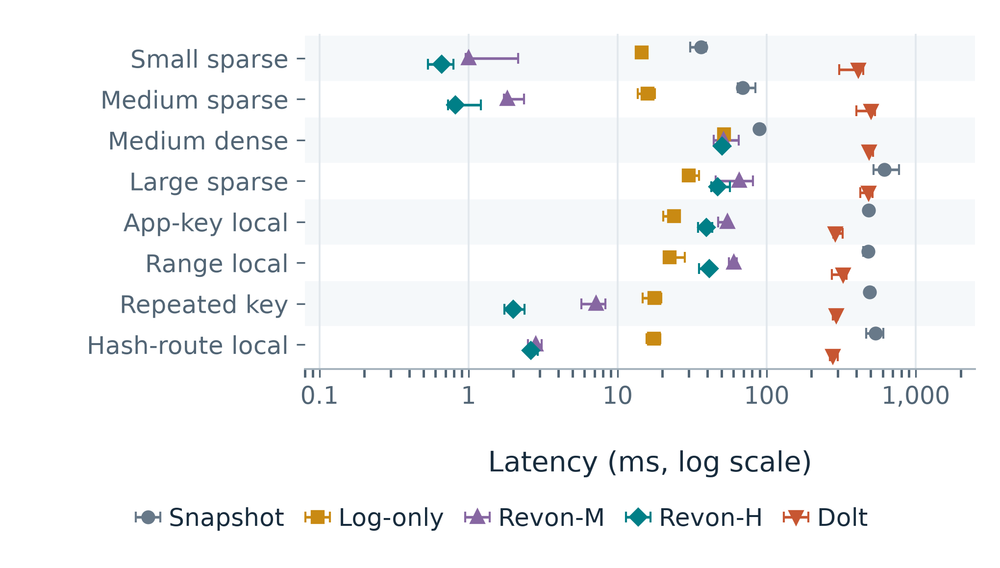 Small sparse
Medium sparse
Medium dense
Large sparse
App-key local
Range local
Repeated key
Hash-route local
0.1 1 10 100 1,000
Latency (ms, log scale)
Snapshot Log-only Revon-M Revon-H Dolt